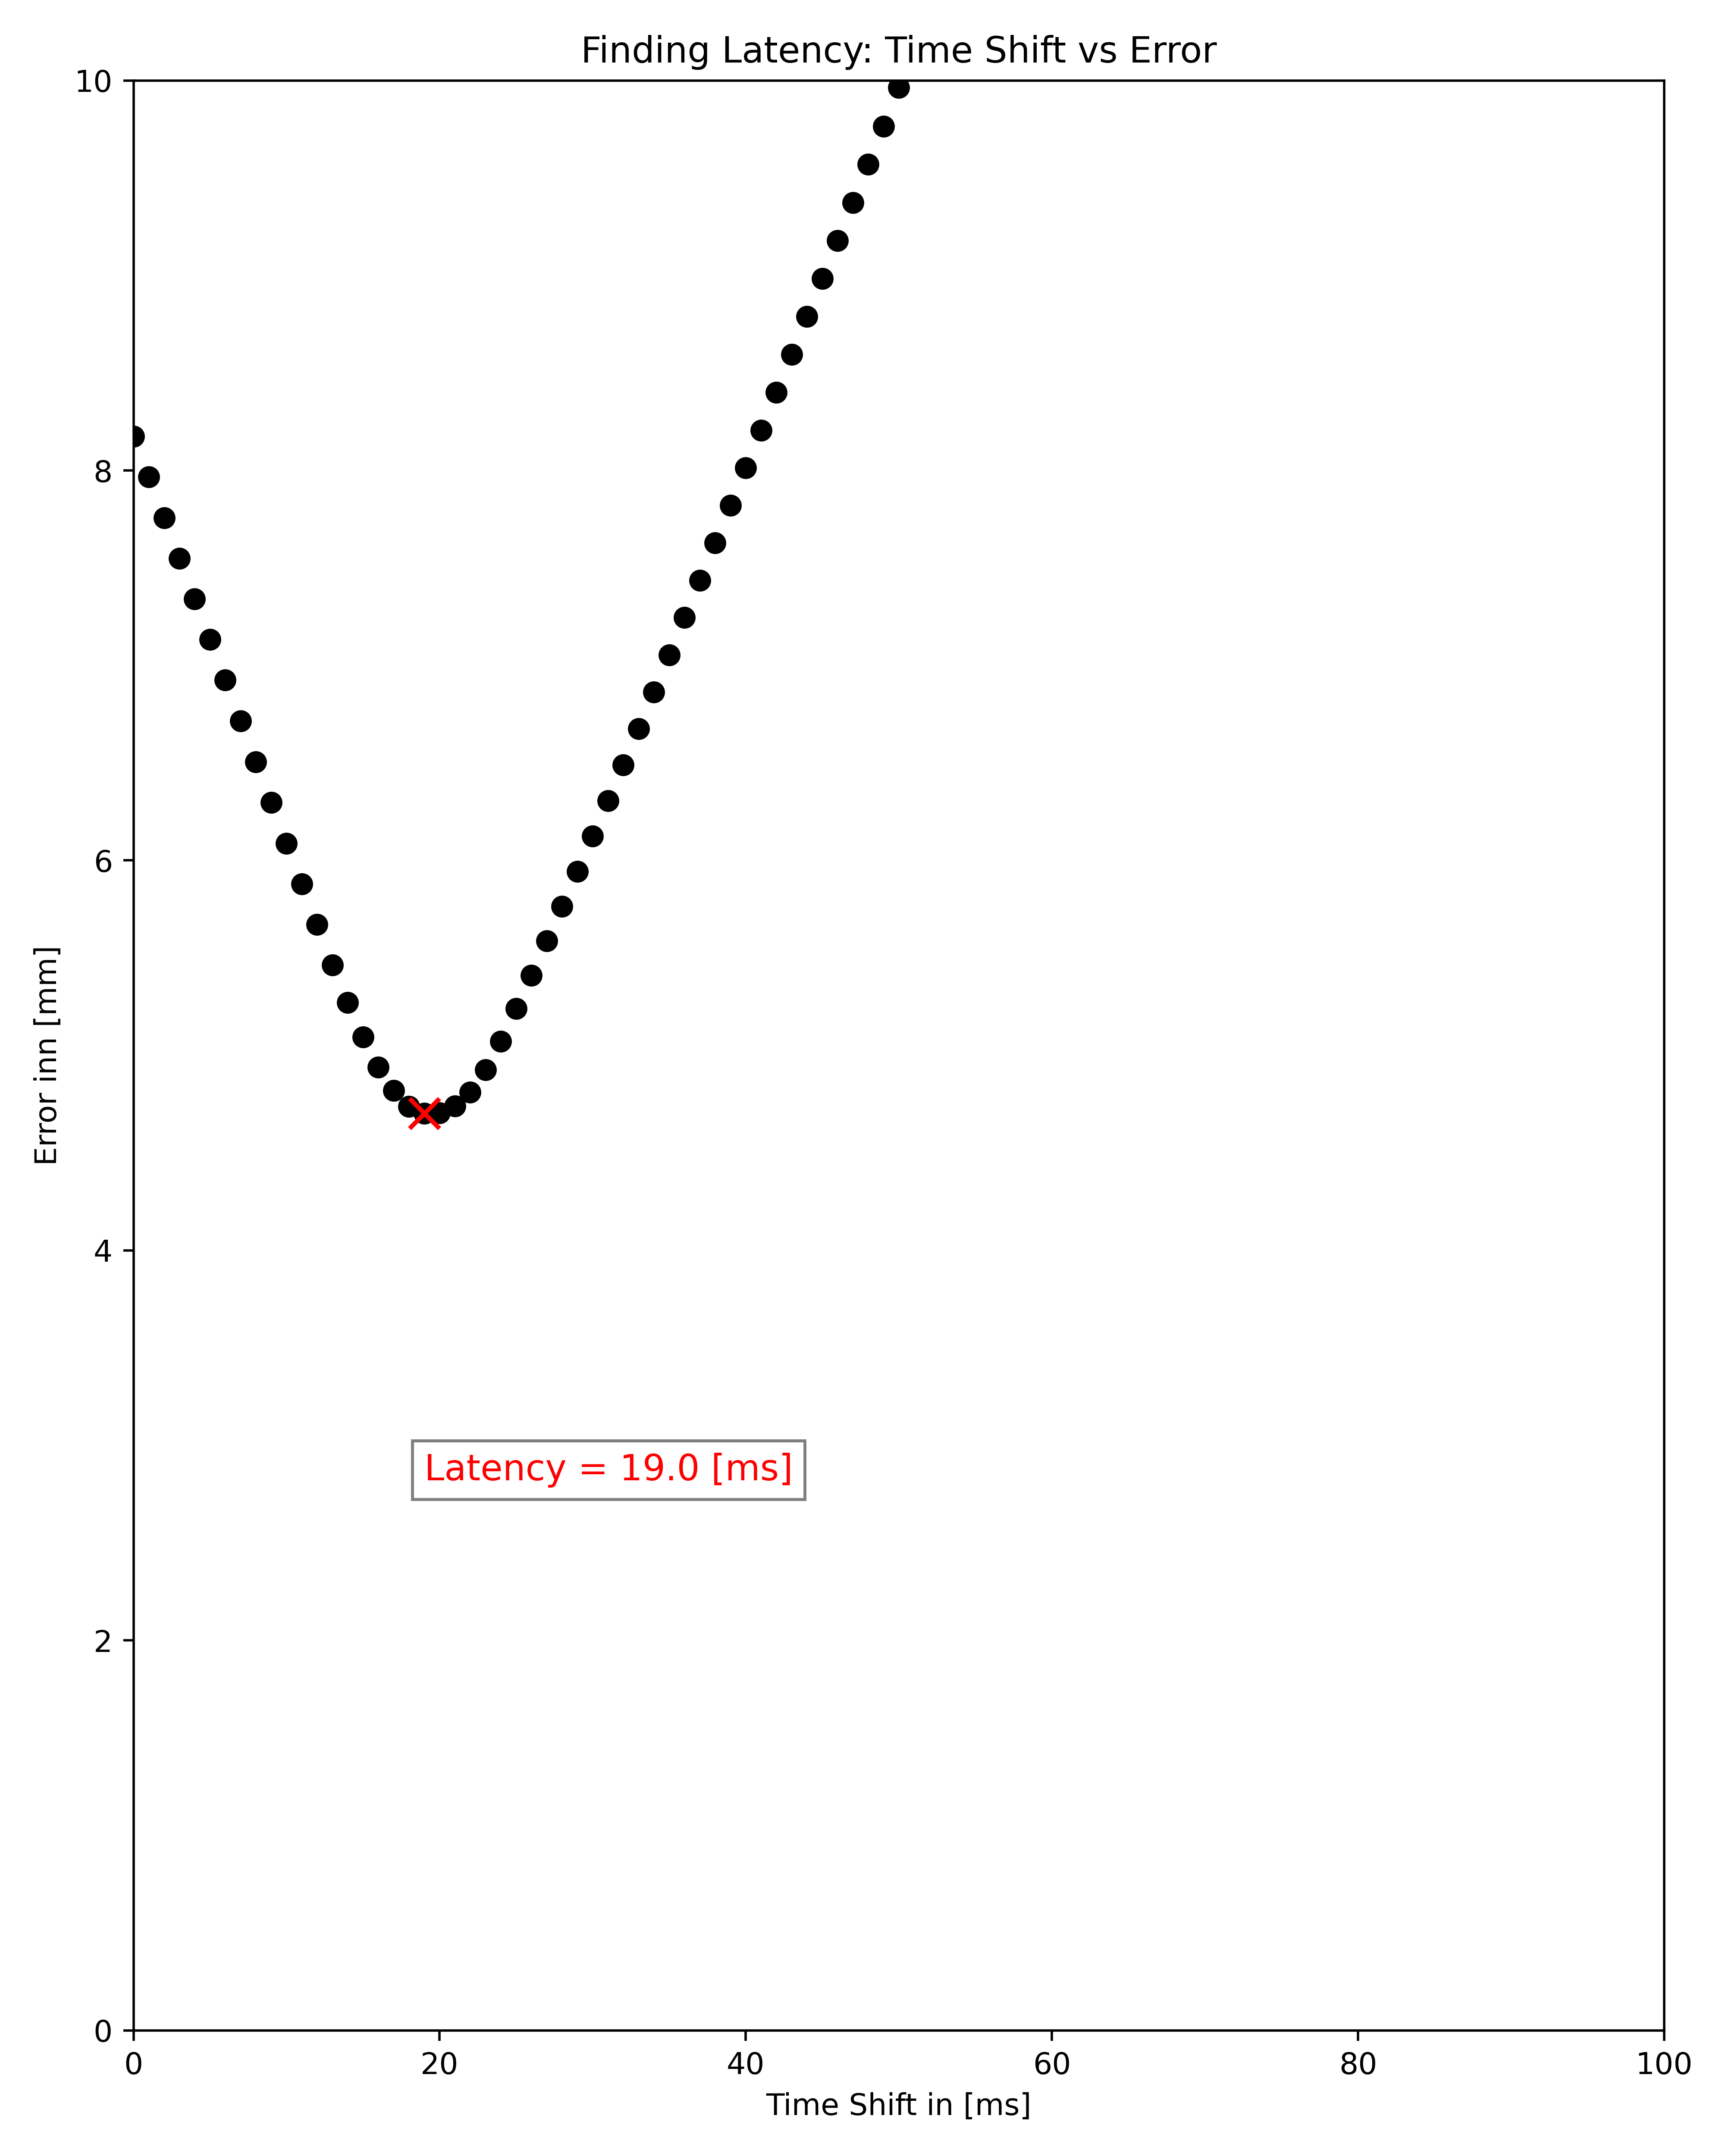 Finding Latency: Time Shift vs Error
10
8
6
4
2
0
Error inn [mm]
Latency = 19.0 [ms]
0 20 40 60 80 100
Time Shift in [ms]